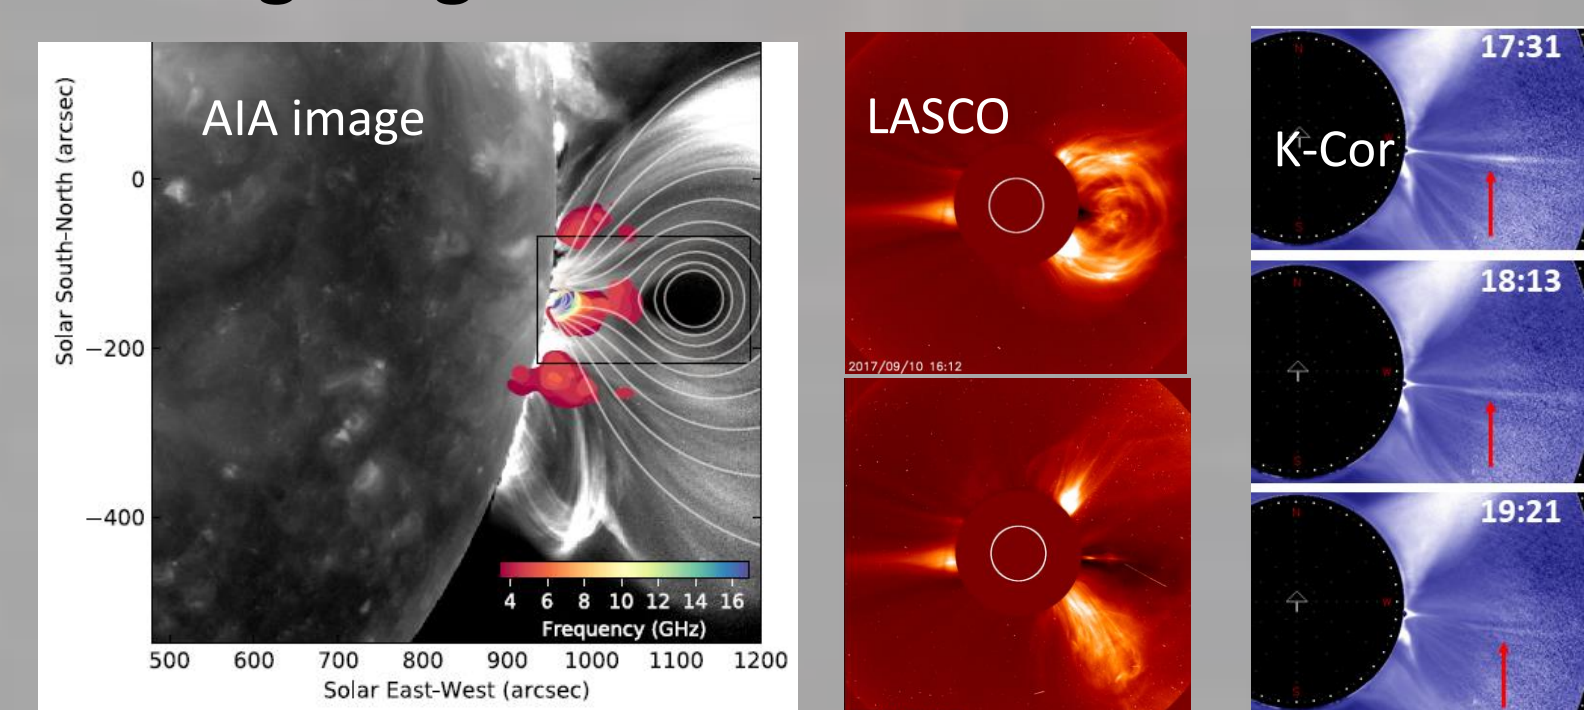 AIA image
Solar South-North (arcsec)
0
−200
−400
4 6 8 10 12 14 16
Frequency (GHz)
500 600 700 800 900 1000 1100 1200
Solar East-West (arcsec)
LASCO
2017/09/10 16:12
17:31
N
K-Cor
W
S
18:13
N
W
S
19:21
N
W
S